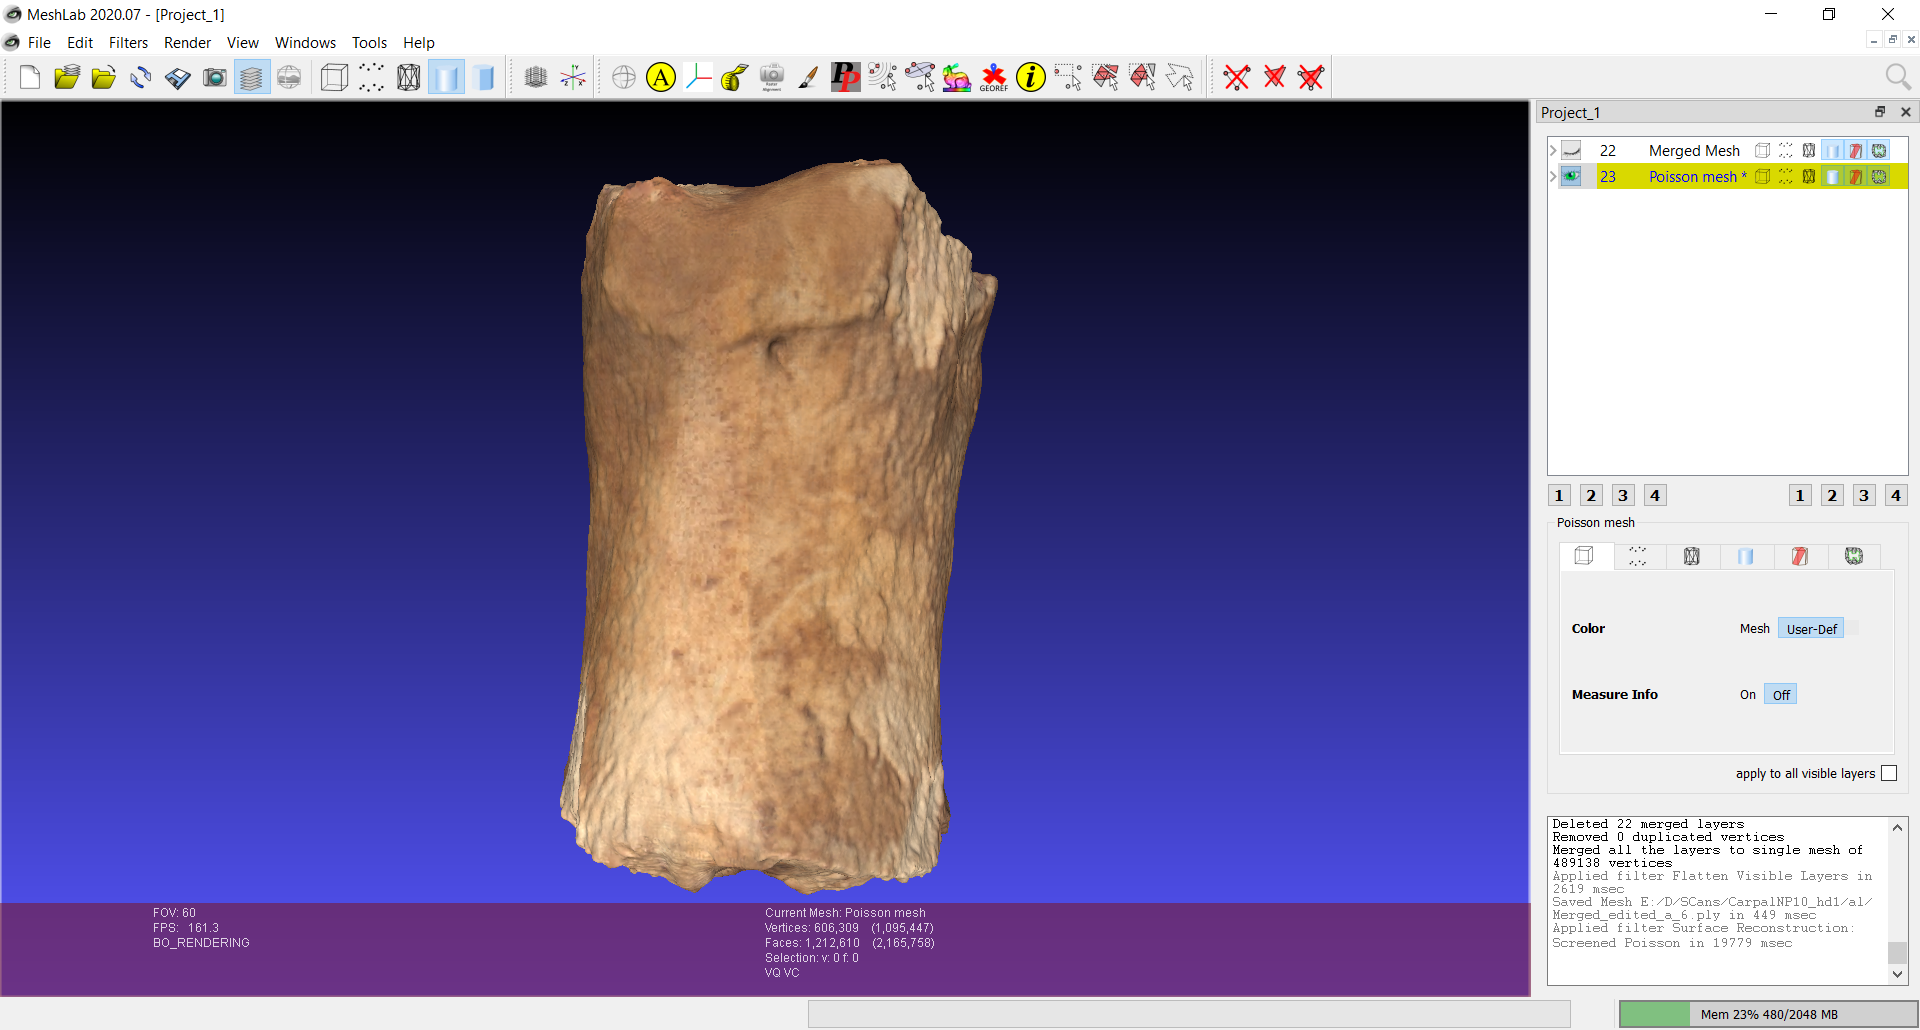 MeshLab 2020.07 - [Project_1]
File Edit Filters Render View Windows Tools Help
A
PP
GEOREF
i
Project_1
22 Merged Mesh
23 Poisson mesh *
1 2 3 4 1 2 3 4
Poisson mesh
Color Mesh User-Def
Measure Info On Off
apply to all visible layers
Deleted 22 merged layers
Removed 0 duplicated vertices
Merged all the layers to single mesh of
489138 vertices
Applied filter Flatten Visible Layers in
2619 msec
Saved Mesh E:/D/SCans/CarpalNP10_hd1/al/
Merged_edited_a_6.ply in 449 msec
Applied filter Surface Reconstruction:
Screened Poisson in 19779 msec
FOV: 60
FPS: 161.3
BO_RENDERING
Current Mesh: Poisson mesh
Vertices: 606,309 (1,095,447)
Faces: 1,212,610 (2,165,758)
Selection: v: 0 f: 0
VQ VC
Mem 23% 480/2048 MB